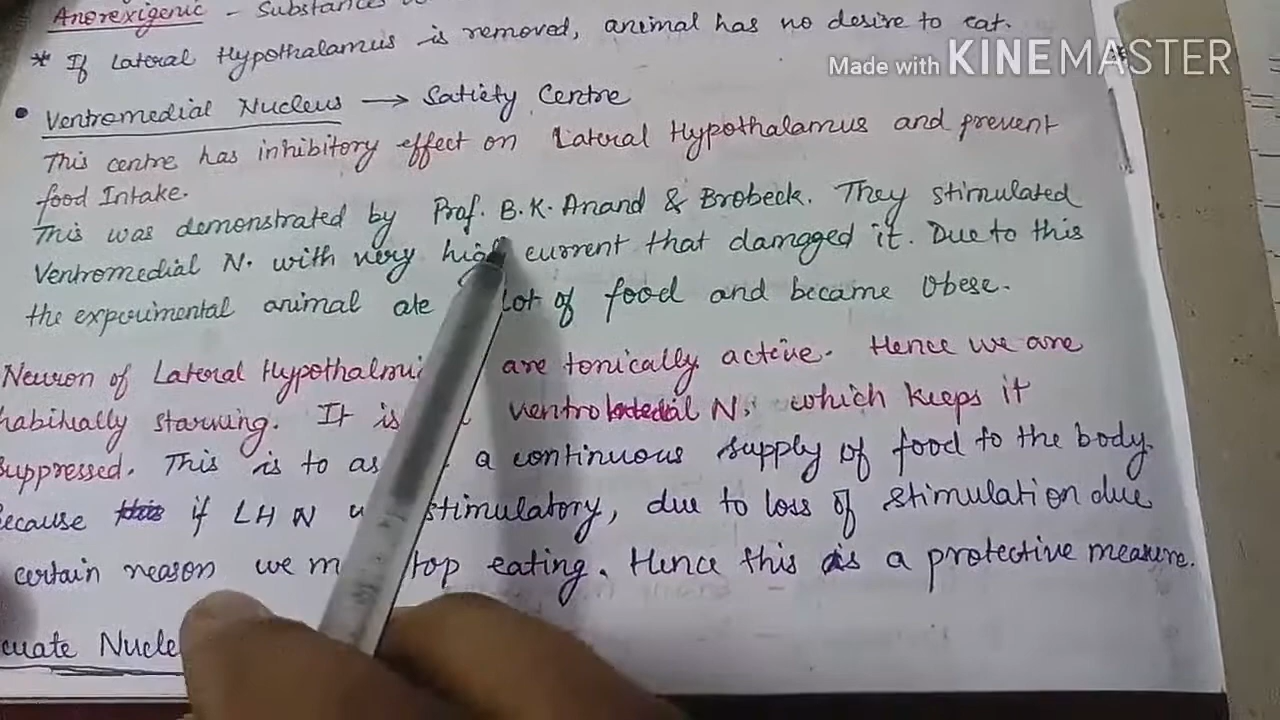 Anorexigenic - Substances
* If Lateral Hypothalamus is removed, animal has no desire to eat.
Made with KINEMASTER
• Ventromedial Nucleus → Satiety Centre
This centre has inhibitory effect on Lateral Hypothalamus and prevent
food Intake.
This was demonstrated by Prof. B.K. Anand & Brobeck. They stimulated
Ventromedial N. with very high current that damaged it. Due to this
the experimental animal ate lot of food and became Obese.
Neuron of Lateral Hypothalmi are tonically active. Hence we are
habitually starving. It is ventromedial N. which keeps it
suppressed. This is to as a continuous supply of food to the body
because this if LHN stimulatory, due to loss of stimulation due
certain reason we m top eating. Hence this is a protective measure.
cuate Nucle